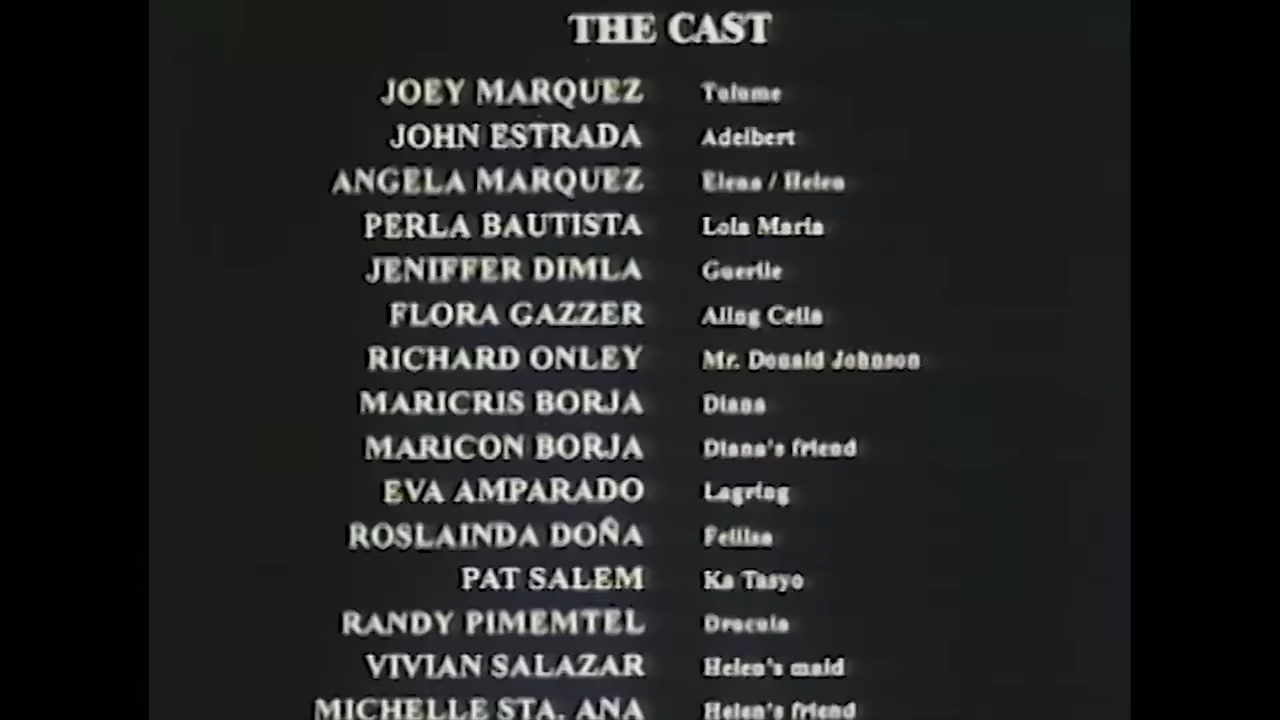 THE CAST
JOEY MARQUEZ Tolome
JOHN ESTRADA Adelbert
ANGELA MARQUEZ Elena / Helen
PERLA BAUTISTA Lola Maria
JENIFFER DIMLA Guertie
FLORA GAZZER Aling Celia
RICHARD ONLEY Mr. Donald Johnson
MARICRIS BORJA Diana
MARICON BORJA Diana's friend
EVA AMPARADO Lagring
ROSLAINDA DOÑA Felisa
PAT SALEM Ka Tasyo
RANDY PIMEMTEL Dracula
VIVIAN SALAZAR Helen's maid
MICHELLE STA. ANA Helen's friend